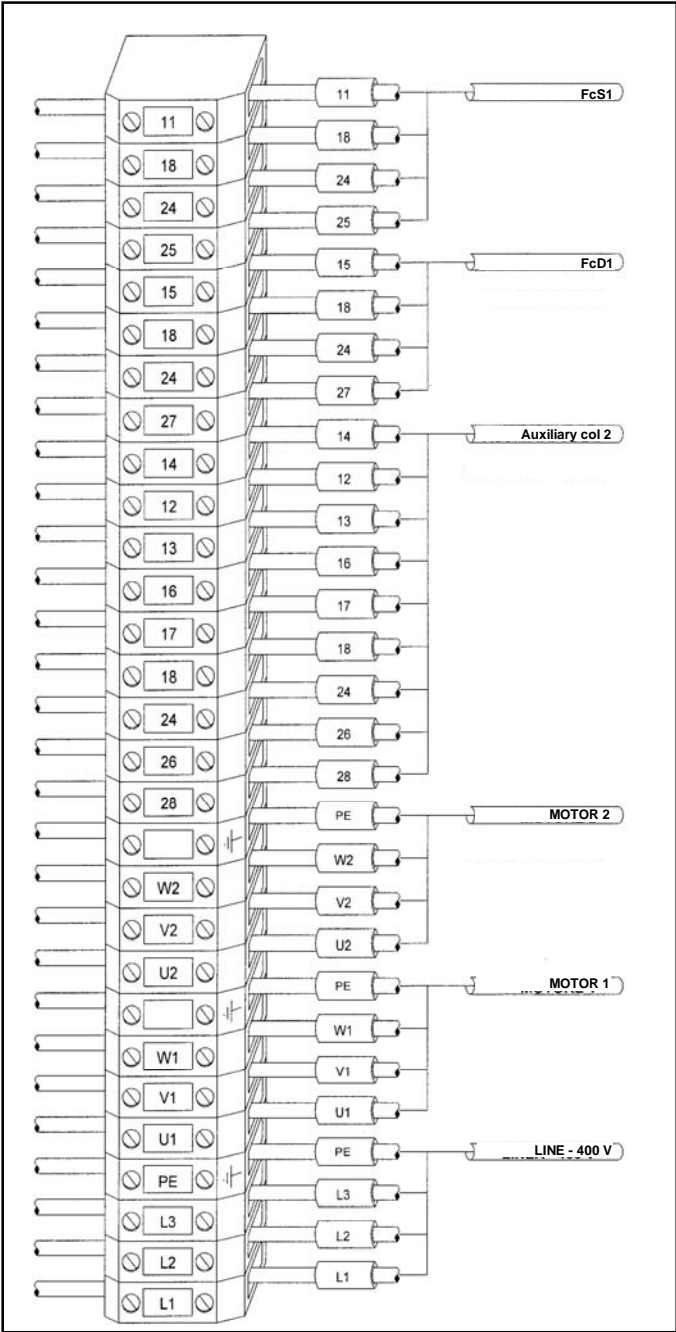 11 FcS1
11
18
18
24
24
25
25
15 FcD1
15
18
18
24
24
27
27
14 Auxiliary col 2
14
12
12
13
13
16
16
17
17
18
18
24
24
26
26
28
28
PE MOTOR 2
W2
W2
V2
V2
U2
U2
PE MOTOR 1
W1
W1
V1
V1
U1
U1
PE LINE - 400 V
PE
L3
L3
L2
L2
L1
L1